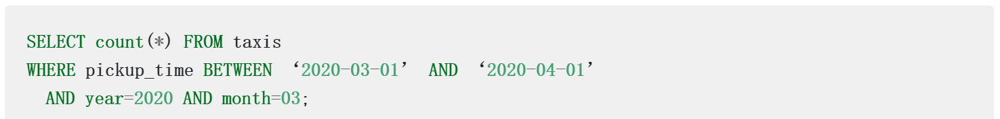 SELECT count(*) FROM taxis
WHERE pickup_time BETWEEN ‘2020-03-01’ AND ‘2020-04-01’
AND year=2020 AND month=03;